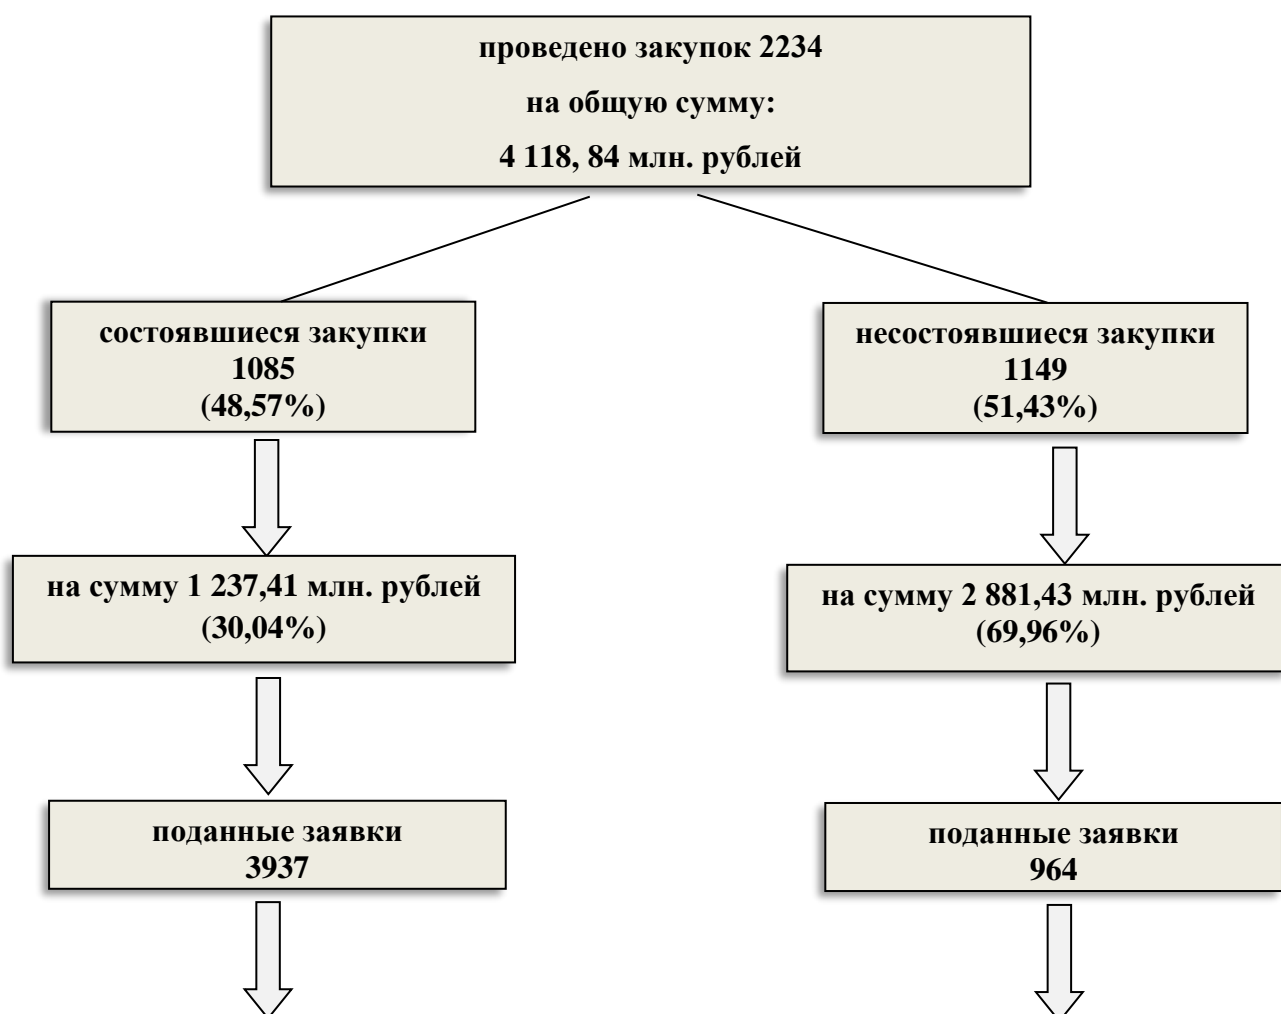 проведено закупок 2234
на общую сумму:
4 118, 84 млн. рублей
состоявшиеся закупки
1085
(48,57%)
несостоявшиеся закупки
1149
(51,43%)
на сумму 1 237,41 млн. рублей
(30,04%)
на сумму 2 881,43 млн. рублей
(69,96%)
поданные заявки
3937
поданные заявки
964